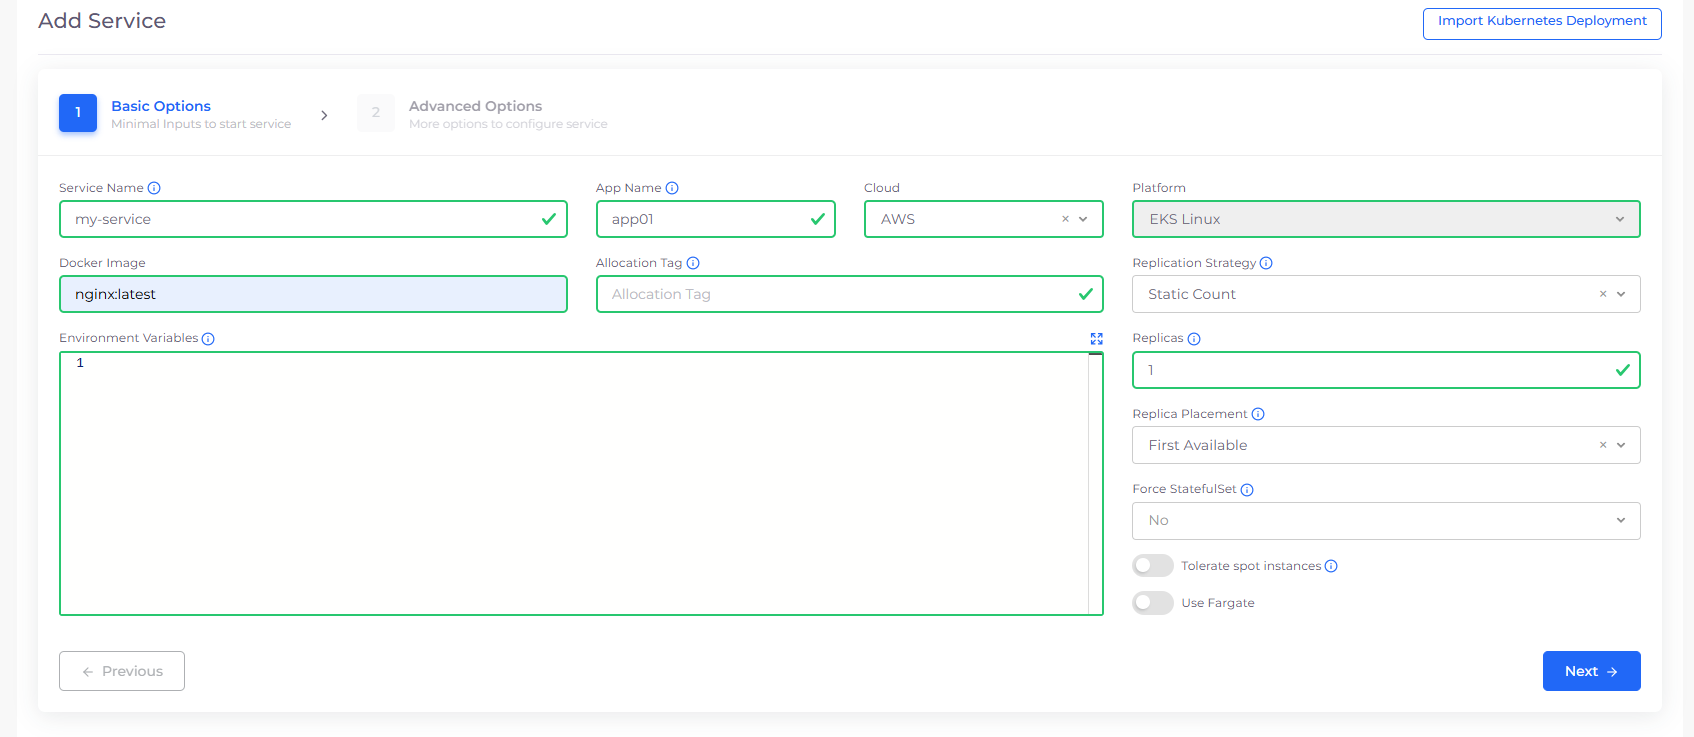 Add Service
Import Kubernetes Deployment
1
Basic Options
Minimal Inputs to start service
2
Advanced Options
More options to configure service
Service Name
my-service
App Name
app01
Cloud
AWS
Platform
EKS Linux
Docker Image
nginx:latest
Allocation Tag
Allocation Tag
Replication Strategy
Static Count
Environment Variables
1
Replicas
1
Replica Placement
First Available
Force StatefulSet
No
Tolerate spot instances
Use Fargate
Previous
Next